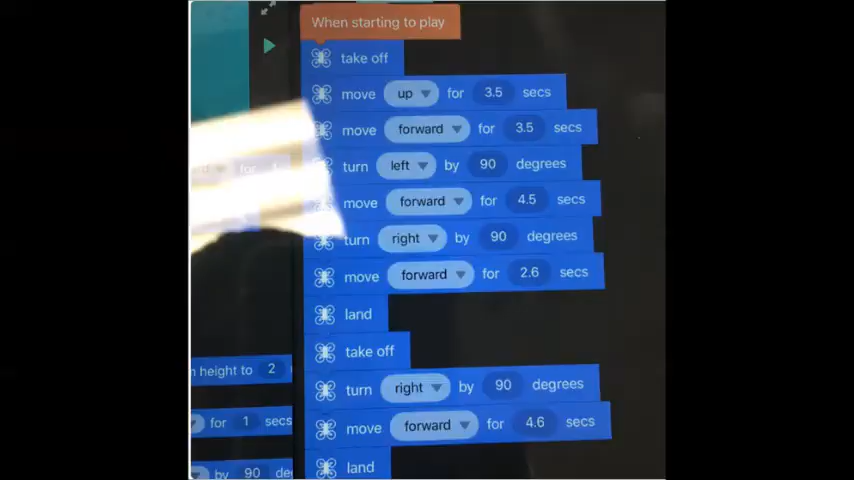 When starting to play
take off
move up for 3.5 secs
move forward for 3.5 secs
turn left by 90 degrees
move forward for 4.5 secs
turn right by 90 degrees
move forward for 2.6 secs
land
take off
height to 2
turn right by 90 degrees
for 1 secs
move forward for 4.6 secs
land
by 90